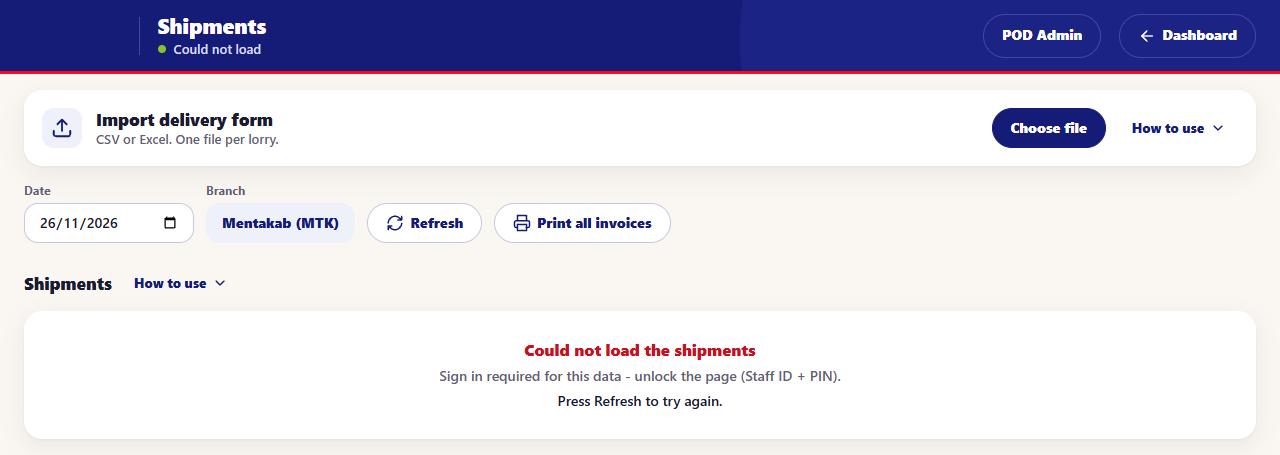 Shipments
Could not load
POD Admin
Dashboard
Import delivery form
CSV or Excel. One file per lorry.
Choose file
How to use
Date
Branch
26/11/2026
Mentakab (MTK)
Refresh
Print all invoices
Shipments
How to use
Could not load the shipments
Sign in required for this data - unlock the page (Staff ID + PIN).
Press Refresh to try again.